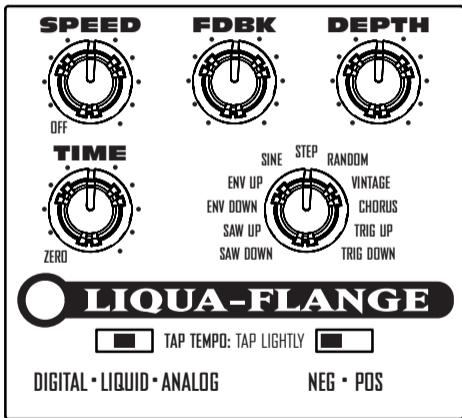 SPEED FDBK DEPTH
OFF
TIME
STEP
SINE RANDOM
ENV UP VINTAGE
ENV DOWN CHORUS
SAW UP TRIG UP
SAW DOWN TRIG DOWN
ZERO
LIQUA-FLANGE
TAP TEMPO: TAP LIGHTLY
DIGITAL • LIQUID • ANALOG NEG • POS